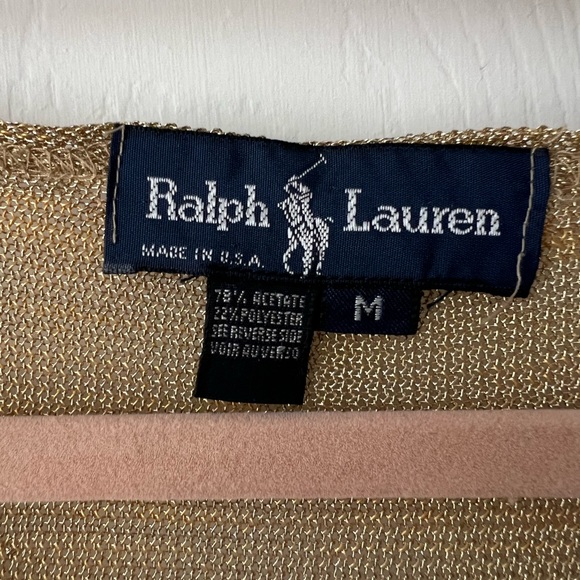 Ralph Lauren
MADE IN U.S.A.
M
78% ACETATE
22% POLYESTER
SEE REVERSE SIDE
VOIR AU VERSO